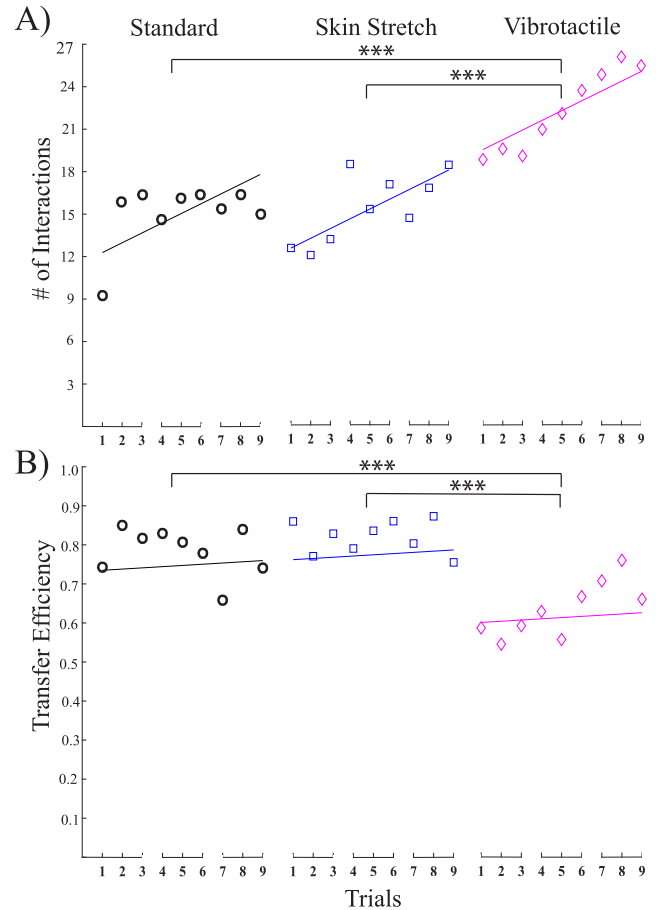 A)
Standard Skin Stretch Vibrotactile
***
***
27
24
21
18
15
12
9
6
3
# of Interactions
1 2 3 4 5 6 7 8 9 1 2 3 4 5 6 7 8 9 1 2 3 4 5 6 7 8 9
B)
***
***
1.0
0.9
0.8
0.7
0.6
0.5
0.4
0.3
0.2
0.1
Transfer Efficiency
1 2 3 4 5 6 7 8 9 1 2 3 4 5 6 7 8 9 1 2 3 4 5 6 7 8 9
Trials